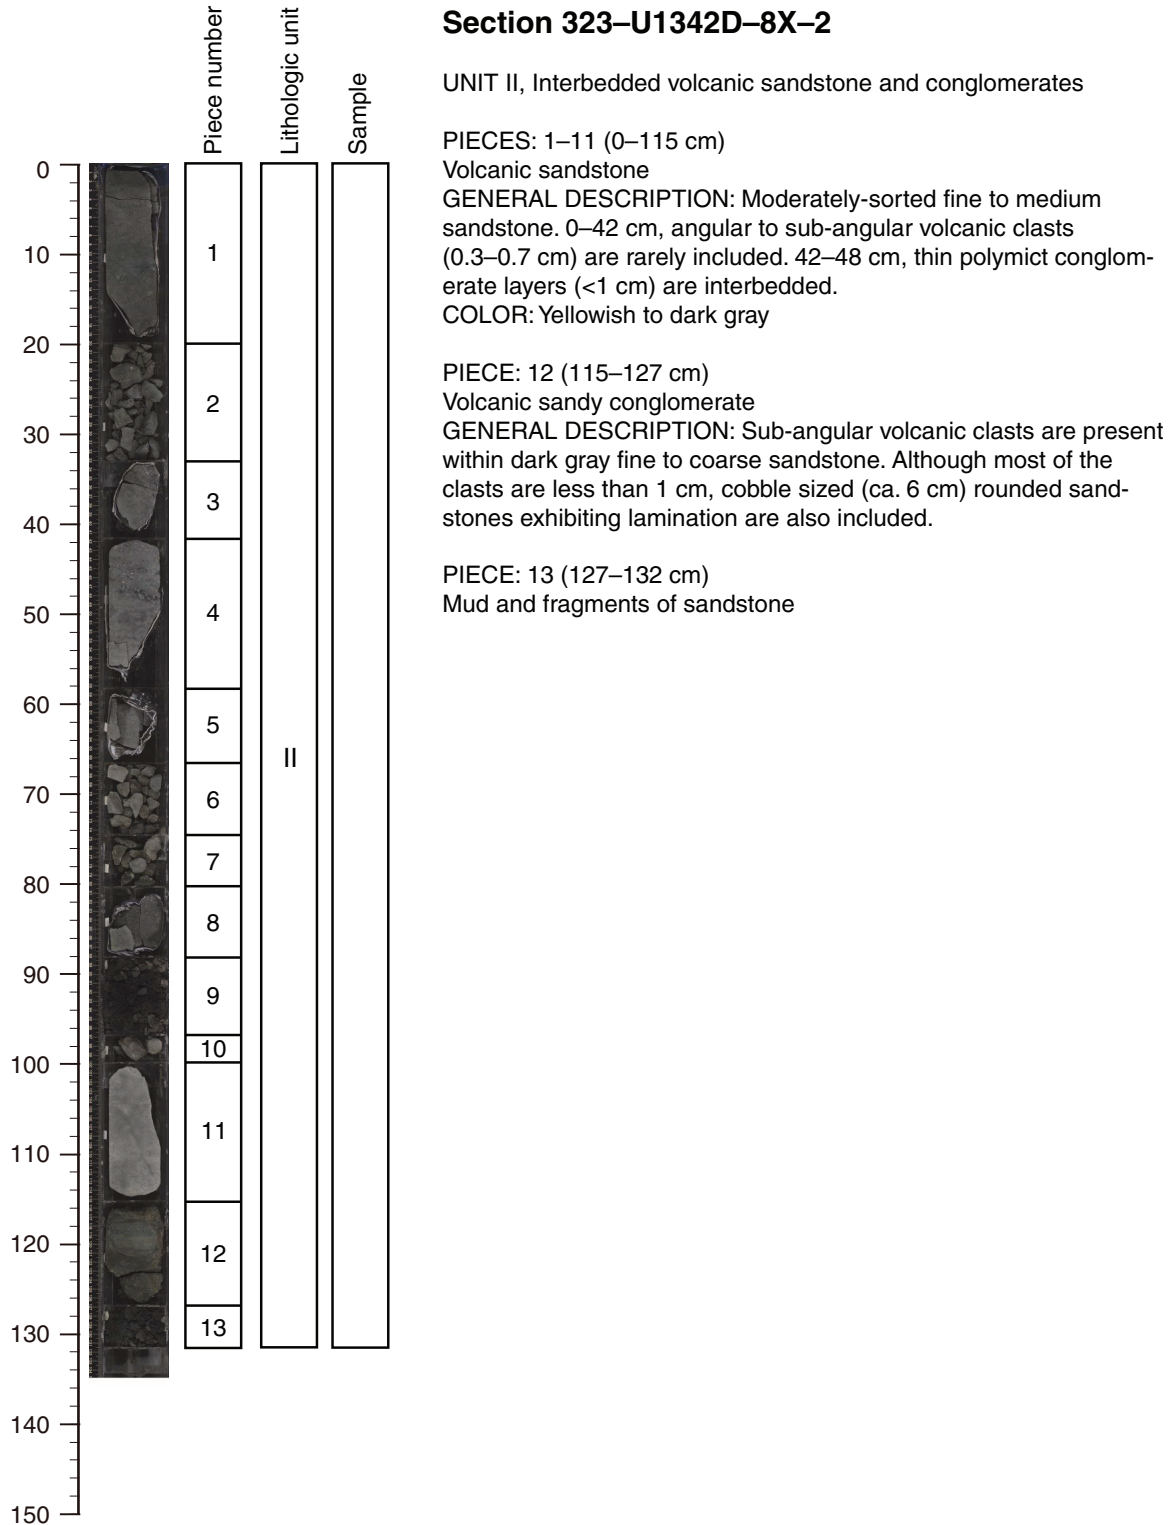 Piece number
Lithologic unit
Sample
Section 323–U1342D–8X–2
UNIT II, Interbedded volcanic sandstone and conglomerates
PIECES: 1–11 (0–115 cm)
Volcanic sandstone
GENERAL DESCRIPTION: Moderately-sorted fine to medium
sandstone. 0–42 cm, angular to sub-angular volcanic clasts
(0.3–0.7 cm) are rarely included. 42–48 cm, thin polymict conglom-
erate layers (<1 cm) are interbedded.
COLOR: Yellowish to dark gray
PIECE: 12 (115–127 cm)
Volcanic sandy conglomerate
GENERAL DESCRIPTION: Sub-angular volcanic clasts are present
within dark gray fine to coarse sandstone. Although most of the
clasts are less than 1 cm, cobble sized (ca. 6 cm) rounded sand-
stones exhibiting lamination are also included.
PIECE: 13 (127–132 cm)
Mud and fragments of sandstone
0
10
20
30
40
50
60
70
80
90
100
110
120
130
140
150
1
2
3
4
5
6
7
8
9
10
11
12
13
II